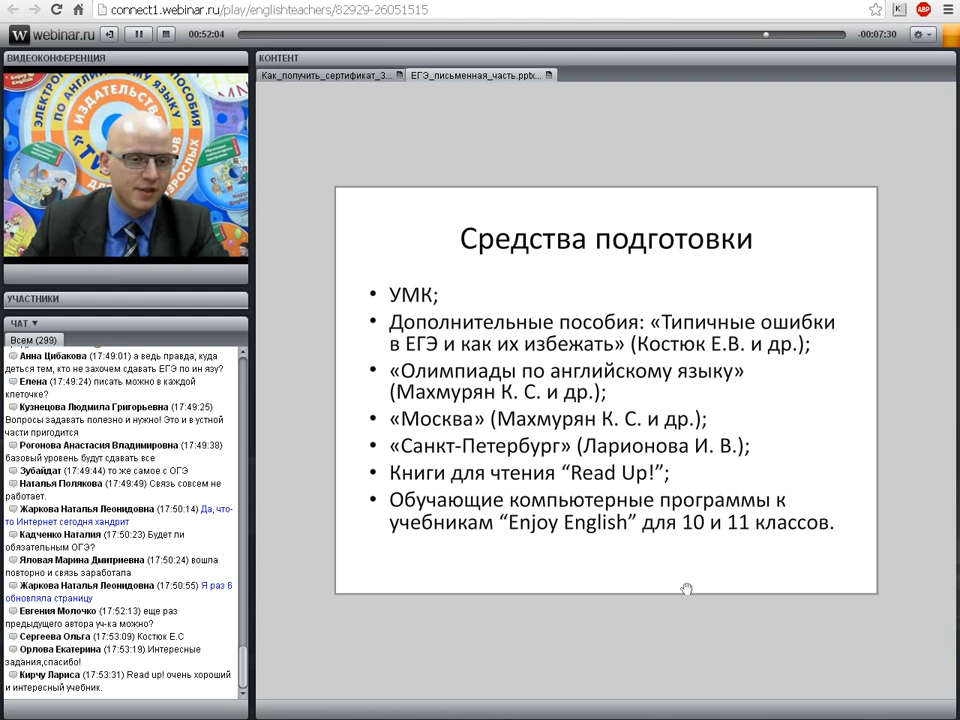 connect1.webinar.ru/play/englishteachers/82929-26051515
K
ABP
W webinar.ru
00:52:04
-00:07:30
ВИДЕОКОНФЕРЕНЦИЯ
ИЗДАТЕЛЬСТВО
ПО АНГЛИЙСКОМУ ЯЗЫКУ
УЧАСТНИКИ
ЧАТ ▼
Всем (299)
Анна Цибакова (17:49:01) а ведь правда, куда
деться тем, кто не захочем сдавать ЕГЭ по ин язу?
Елена (17:49:24) писать можно в каждой
клеточке?
Кузнецова Людмила Григорьевна (17:49:25)
Вопросы задавать полезно и нужно! Это и в устной
части пригодится
Рогонова Анастасия Владимировна (17:49:38)
базовый уровень будут сдавать все
Зубайдат (17:49:44) то же самое с ОГЭ
Наталья Полякова (17:49:49) Связь совсем не
работает.
Жаркова Наталья Леонидовна (17:50:14) Да, что-
то Интернет сегодня хандрит
Кадченко Наталия (17:50:23) Будет ли
обязательным ОГЭ?
Яловая Марина Дмитриевна (17:50:24) вошла
повторно и связь заработала
Жаркова Наталья Леонидовна (17:50:55) Я раз 6
обновляла страницу
Евгения Молочко (17:52:13) еще раз
предыдущего автора уч-ка можно?
Сергеева Ольга (17:53:09) Костюк Е.С
Орлова Екатерина (17:53:19) Интересные
задания,спасибо!
Кирчу Лариса (17:53:31) Read up! очень хороший
и интересный учебник.
КОНТЕНТ
Как_получить_сертификат_3...
ЕГЭ_письменная_часть.pptx...
Средства подготовки
• УМК;
• Дополнительные пособия: «Типичные ошибки
в ЕГЭ и как их избежать» (Костюк Е.В. и др.);
• «Олимпиады по английскому языку»
(Махмурян К. С. и др.);
• «Москва» (Махмурян К. С. и др.);
• «Санкт-Петербург» (Ларионова И. В.);
• Книги для чтения “Read Up!”;
• Обучающие компьютерные программы к
учебникам “Enjoy English” для 10 и 11 классов.